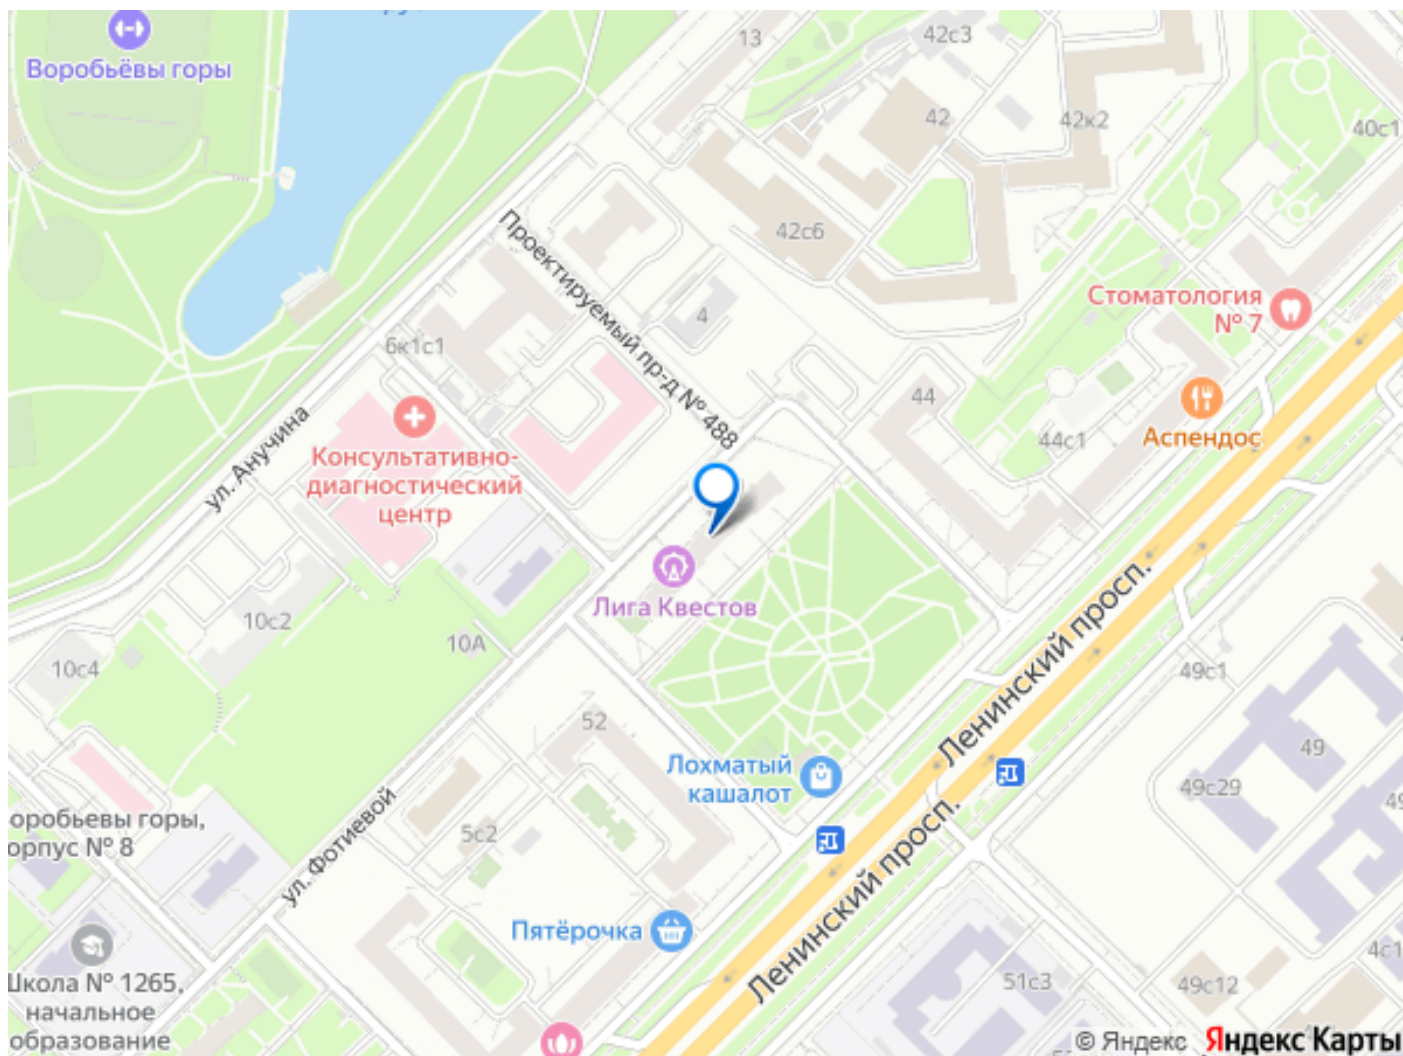 Воробьёвы горы
13
42с3
42
42к2
40с1
Проектируемый пр-д № 488
42с6
4
6к1с1
Стоматология
№ 7
44
44с1
Аспендос
ул. Анучина
Консультативно-
диагностический
центр
Лига Квестов
10с2
10А
10с4
Ленинский просп.
49с1
49
49с29
52
Лохматый
кашалот
5с2
оробьевы горы,
орпус № 8
ул. Фотиевой
Ленинский просп.
Пятёрочка
Школа № 1265,
начальное
образование
51с3
49с12
4с1
© Яндекс Яндекс Карты